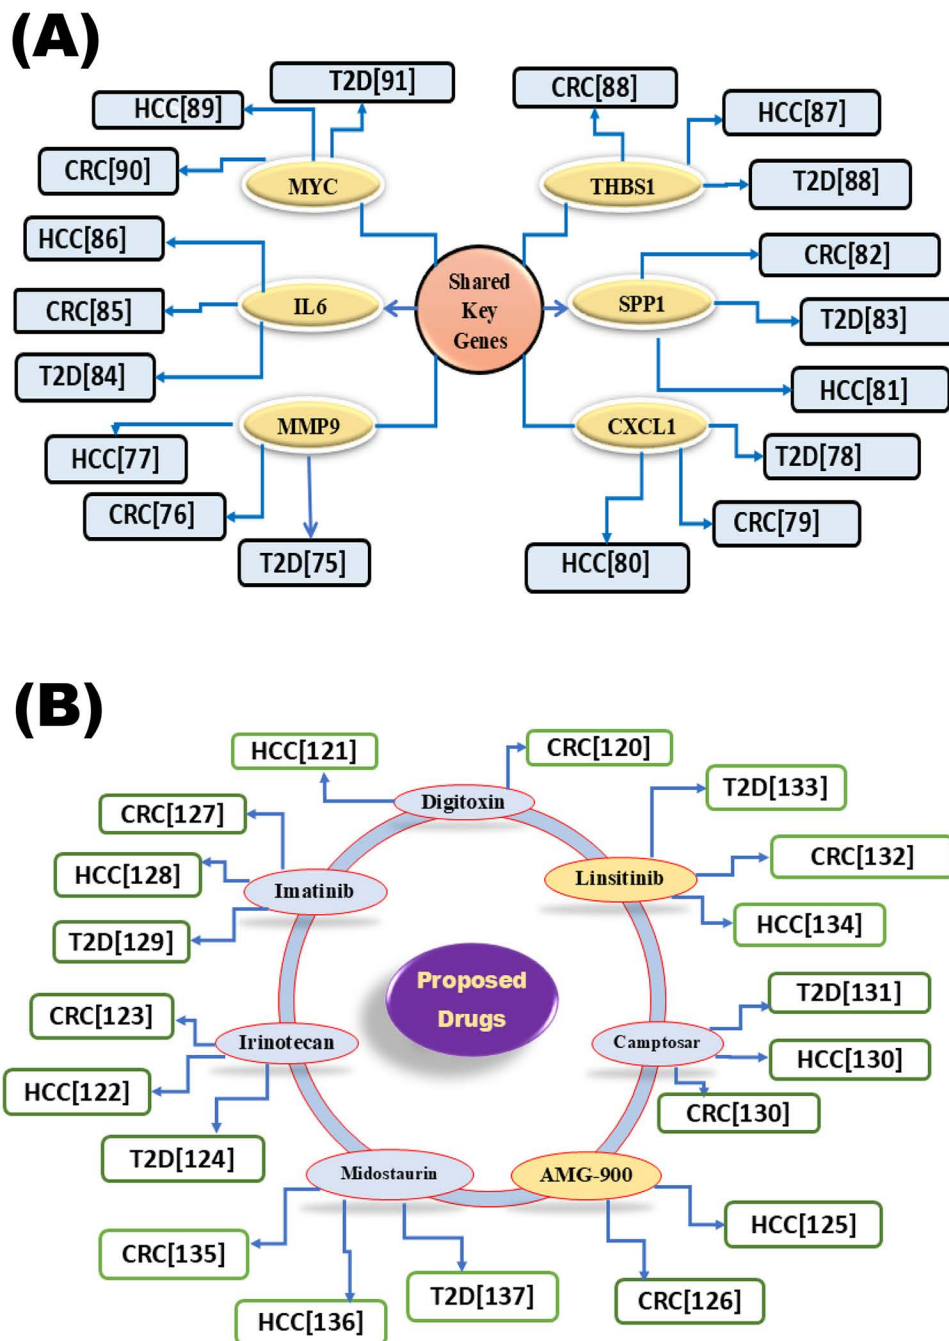 (A)
T2D[91]
CRC[88]
HCC[89]
HCC[87]
CRC[90]
MYC
THBS1
T2D[88]
HCC[86]
CRC[82]
Shared
Key
Genes
CRC[85]
IL6
SPP1
T2D[83]
T2D[84]
HCC[81]
MMP9
CXCL1
HCC[77]
T2D[78]
CRC[76]
CRC[79]
T2D[75]
HCC[80]
(B)
HCC[121]
CRC[120]
T2D[133]
Digitoxin
CRC[127]
CRC[132]
HCC[128]
Imatinib
Linsitinib
HCC[134]
T2D[129]
Proposed
Drugs
T2D[131]
CRC[123]
Irinotecan
Camptosar
HCC[130]
HCC[122]
CRC[130]
T2D[124]
Midostaurin
AMG-900
HCC[125]
CRC[135]
T2D[137]
CRC[126]
HCC[136]